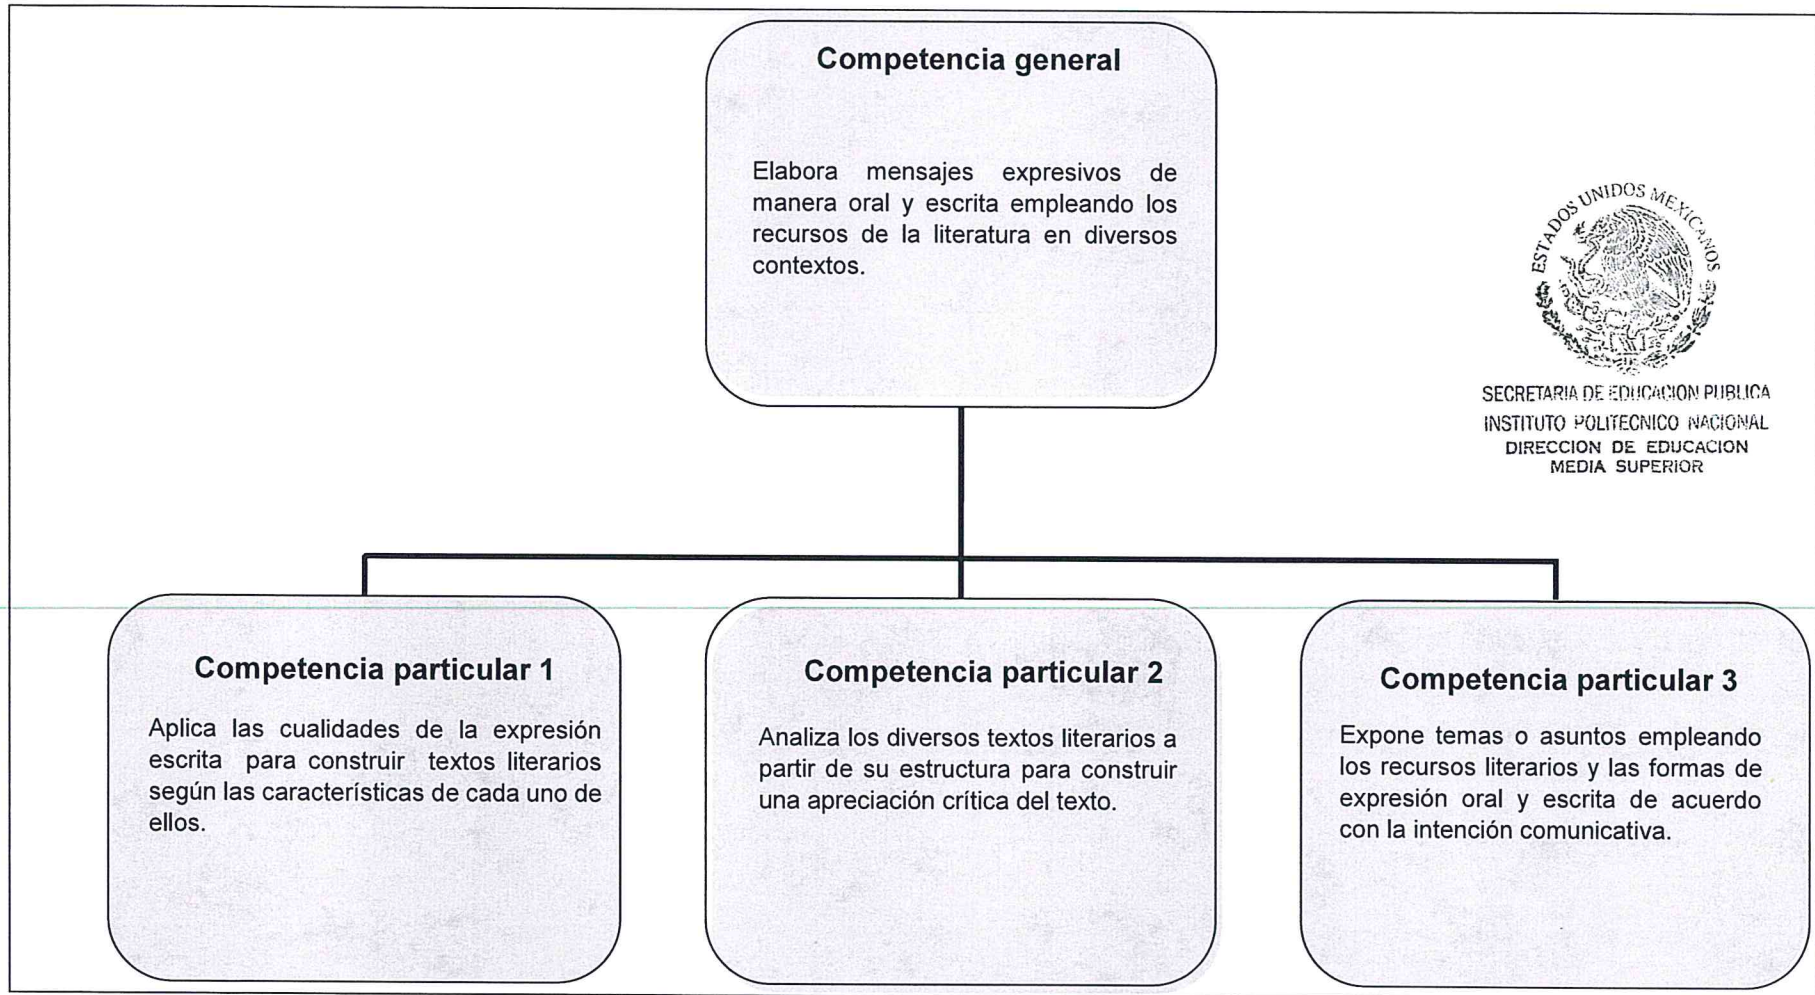 Competencia general
Elabora mensajes expresivos de
manera oral y escrita empleando los
recursos de la literatura en diversos
contextos.
ESTADOS UNIDOS MEXICANOS
SECRETARIA DE EDUCACION PUBLICA
INSTITUTO POLITECNICO NACIONAL
DIRECCION DE EDUCACION
MEDIA SUPERIOR
Competencia particular 1
Aplica las cualidades de la expresión
escrita para construir textos literarios
según las características de cada uno de
ellos.
Competencia particular 2
Analiza los diversos textos literarios a
partir de su estructura para construir
una apreciación crítica del texto.
Competencia particular 3
Expone temas o asuntos empleando
los recursos literarios y las formas de
expresión oral y escrita de acuerdo
con la intención comunicativa.